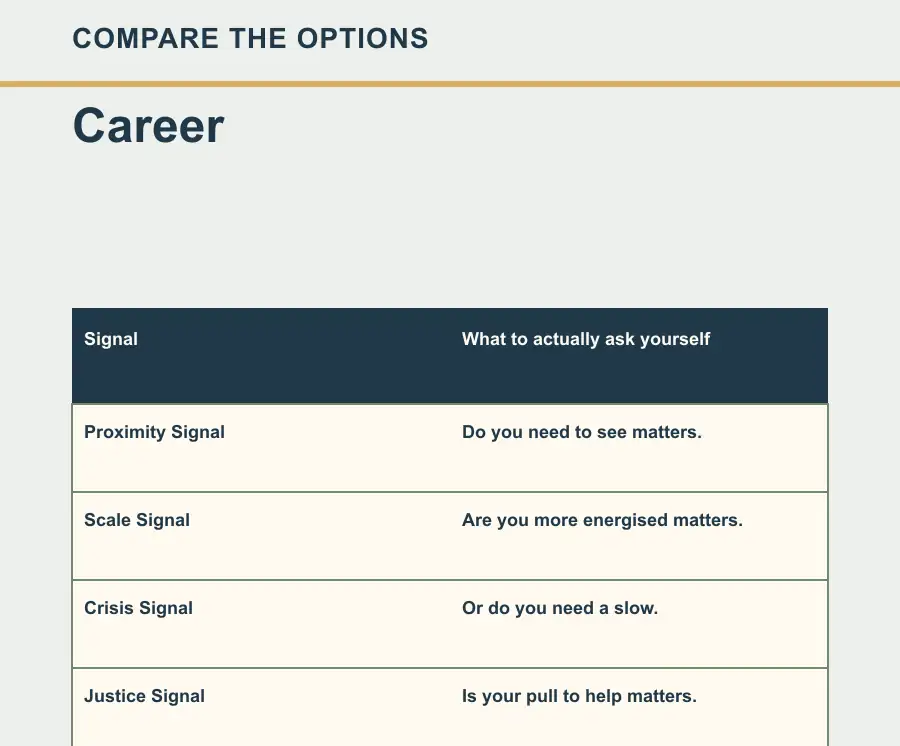 COMPARE THE OPTIONS
Career
Signal What to actually ask yourself
Proximity Signal Do you need to see matters.
Scale Signal Are you more energised matters.
Crisis Signal Or do you need a slow.
Justice Signal Is your pull to help matters.